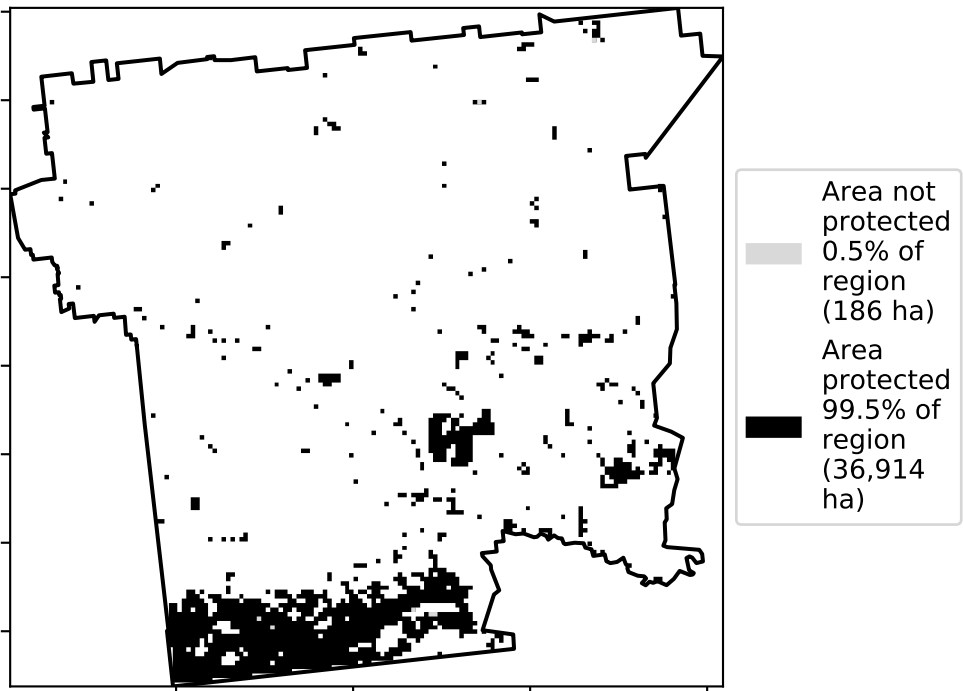 Area not
protected
0.5% of
region
(186 ha)
Area
protected
99.5% of
region
(36,914
ha)